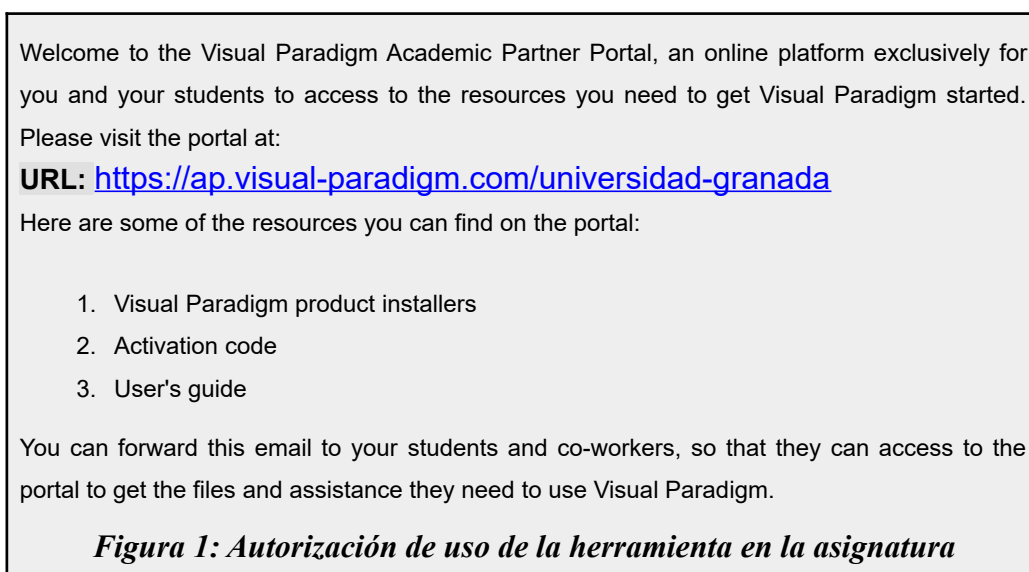 Welcome to the Visual Paradigm Academic Partner Portal, an online platform exclusively for
you and your students to access to the resources you need to get Visual Paradigm started.
Please visit the portal at:
URL: https://ap.visual-paradigm.com/universidad-granada
Here are some of the resources you can find on the portal:
1. Visual Paradigm product installers
2. Activation code
3. User's guide
You can forward this email to your students and co-workers, so that they can access to the
portal to get the files and assistance they need to use Visual Paradigm.
Figura 1: Autorización de uso de la herramienta en la asignatura